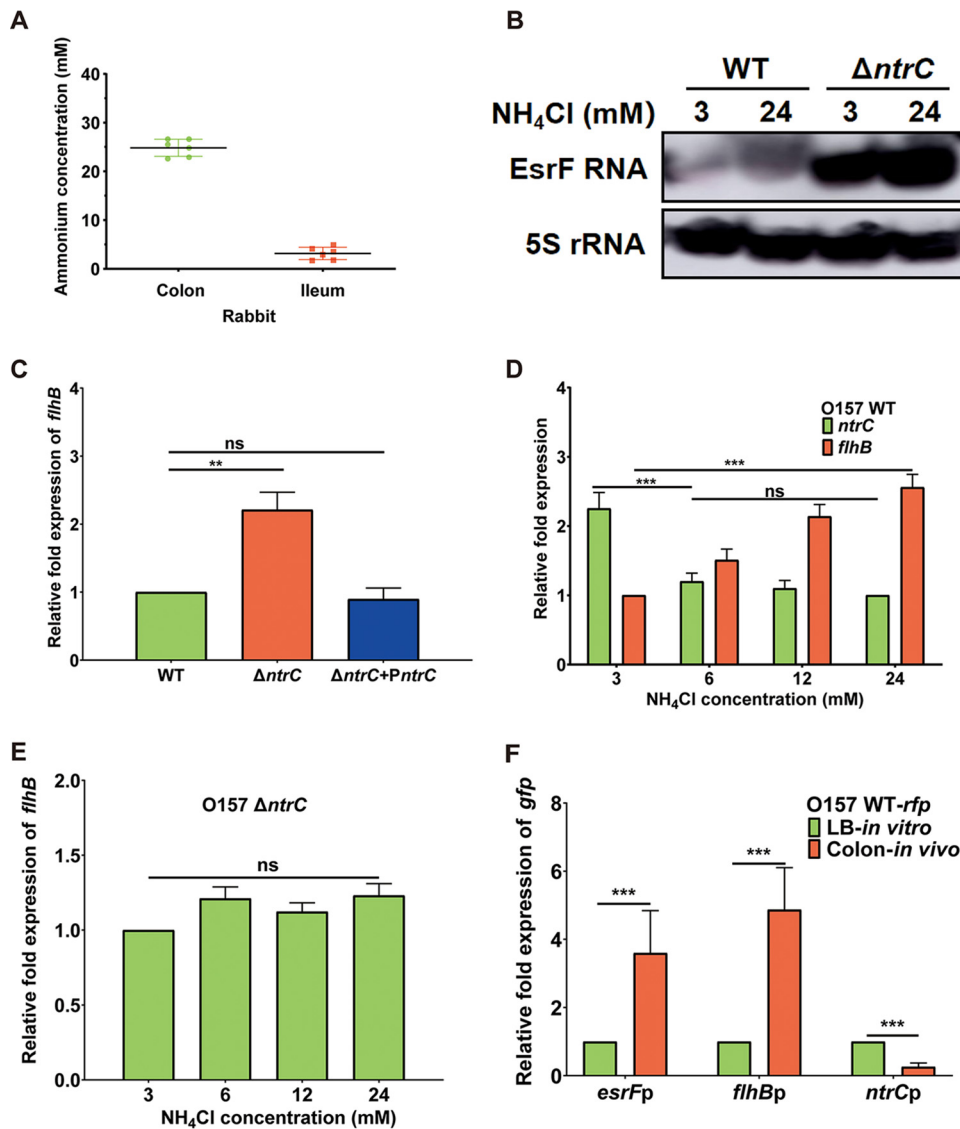 A
Ammonium concentration (mM)
40
30
20
10
0
Colon
Ileum
Rabbit
B
WT
ΔntrC
NH₄Cl (mM)
3
24
3
24
EsrF RNA
5S rRNA
C
Relative fold expression of flhB
4
3
2
1
0
ns
**
WT
ΔntrC
ΔntrC+PntrC
D
Relative fold expression
4
3
2
1
0
O157 WT
ntrC
flhB
***
***
ns
3
6
12
24
NH₄Cl concentration (mM)
E
Relative fold expression of flhB
2.0
1.5
1.0
0.5
0.0
O157 ΔntrC
ns
3
6
12
24
NH₄Cl concentration (mM)
F
Relative fold expression of gfp
8
6
4
2
0
O157 WT-rfp
LB-in vitro
Colon-in vivo
***
***
***
esrFp
flhBp
ntrCp